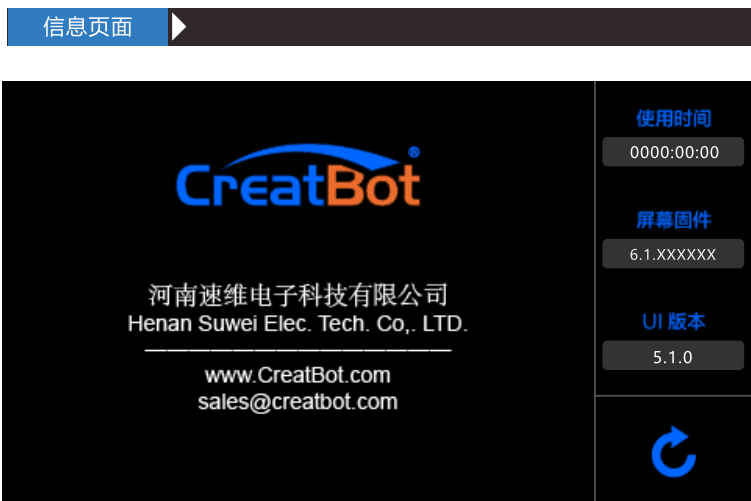 信息页面
CreatBot®
河南速维电子科技有限公司
Henan Suwei Elec. Tech. Co,. LTD.
www.CreatBot.com
sales@creatbot.com
使用时间
0000:00:00
屏幕固件
6.1.XXXXXX
UI 版本
5.1.0